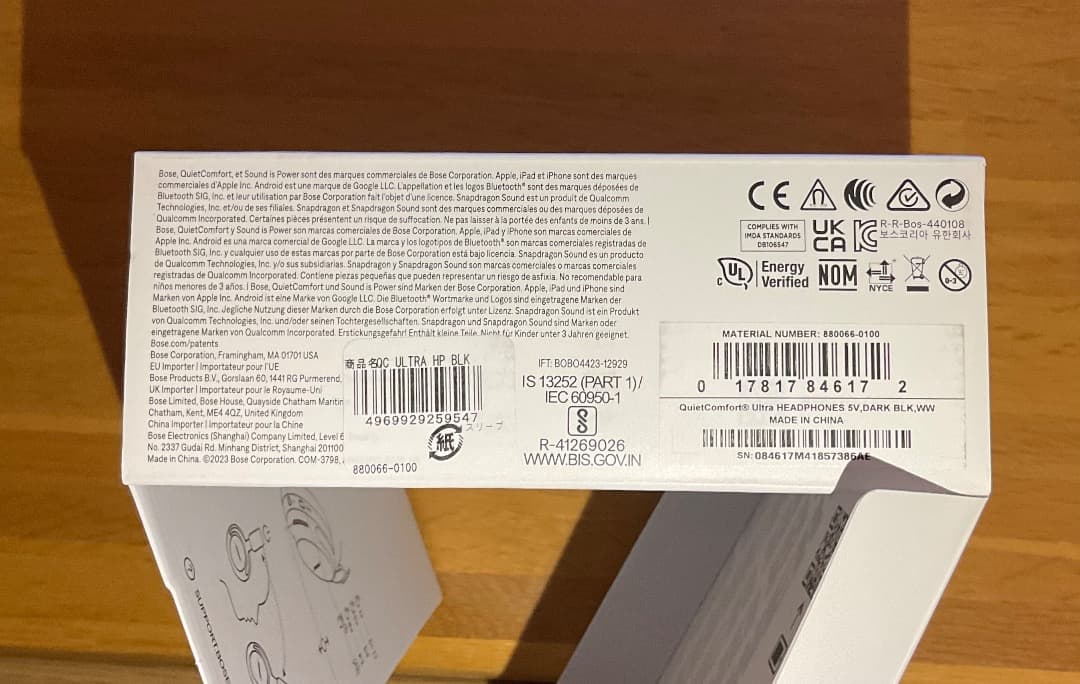 Bose, QuietComfort, et Sound is Power sont des marques commerciales de Bose Corporation. Apple, iPad et iPhone sont des marques
commerciales d'Apple Inc. Android est une marque de Google LLC. L'appellation et les logos Bluetooth® sont des marques déposées de
Bluetooth SIG, Inc. et leur utilisation par Bose Corporation fait l'objet d'une licence. Snapdragon Sound est un produit de Qualcomm
Technologies, Inc. et/ou de ses filiales. Snapdragon et Snapdragon Sound sont des marques commerciales ou des marques déposées de
Qualcomm Incorporated. Certaines pièces présentent un risque de suffocation. Ne pas laisser à la portée des enfants de moins de 3 ans. |
Bose, QuietComfort y Sound is Power son marcas comerciales de Bose Corporation. Apple, iPad y iPhone son marcas comerciales de
Apple Inc. Android es una marca comercial de Google LLC. La marca y los logotipos de Bluetooth® son marcas comerciales registradas de
Bluetooth SIG, Inc. y cualquier uso de estas marcas por parte de Bose Corporation está bajo licencia. Snapdragon Sound es un producto
de Qualcomm Technologies, Inc. y/o sus subsidiarias. Snapdragon y Snapdragon Sound son marcas comerciales o marcas comerciales
registradas de Qualcomm Incorporated. Contiene piezas pequeñas que pueden representar un riesgo de asfixia. No recomendable para
niños menores de 3 años. | Bose, QuietComfort und Sound is Power sind Marken der Bose Corporation. Apple, iPad und iPhone sind
Marken von Apple Inc. Android ist eine Marke von Google LLC. Die Bluetooth® Wortmarke und Logos sind eingetragene Marken der
Bluetooth SIG, Inc. Jegliche Nutzung dieser Marken durch die Bose Corporation erfolgt unter Lizenz. Snapdragon Sound ist ein Produkt
von Qualcomm Technologies, Inc. und/oder seinen Tochtergesellschaften. Snapdragon und Snapdragon Sound sind Marken oder
eingetragene Marken von Qualcomm Incorporated. Erstickungsgefahr! Enthält kleine Teile. Nicht für Kinder unter 3 Jahren geeignet.
Bose.com/patents
Bose Corporation, Framingham, MA 01701 USA
EU Importer | Importateur pour l'UE
Bose Products B.V., Gorslaan 60, 1441 RG Purmerend,
UK Importer | Importateur pour le Royaume-Uni
Bose Limited, Bose House, Quayside Chatham
Chatham, Kent, ME4 4QZ, United Kingdom
China Importer | Importateur pour la Chine
Bose Electronics (Shanghai) Company Limited, Level 6
No. 2337 Gudai Rd. Minhang District, Shanghai 201100
Made in China. ©2023 Bose Corporation. COM-3798,
商品名QC ULTRA HP BLK
4969929259547
紙
スリーブ
880066-0100
IFT: BOBO4423-12929
IS 13252 (PART 1)/
IEC 60950-1
R-41269026
WWW.BIS.GOV.IN
CE
COMPLIES WITH
IMDA STANDARDS
DB106547
UK
CA
R-R-Bos-440108
보스코리아 유한회사
c UL
Energy
Verified
NOM
NYCE
0-3
MATERIAL NUMBER: 880066-0100
0 17817 84617 2
QuietComfort® Ultra HEADPHONES 5V,DARK BLK,WW
MADE IN CHINA
SN: 084617M41857386AE
SUPPORT.BOSE